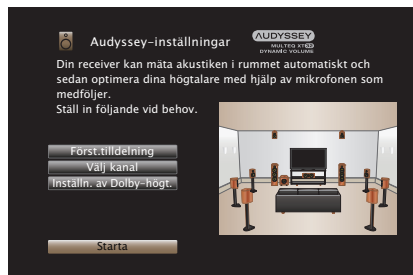 Audyssey-inställningar
AUDYSSEY
MULTEQ XT32
DYNAMIC VOLUME
Din receiver kan mäta akustiken i rummet automatiskt och
sedan optimera dina högtalare med hjälp av mikrofonen som
medföljer.
Ställ in följande vid behov.
Först.tilldelning
Välj kanal
Inställn. av Dolby-högt.
Starta